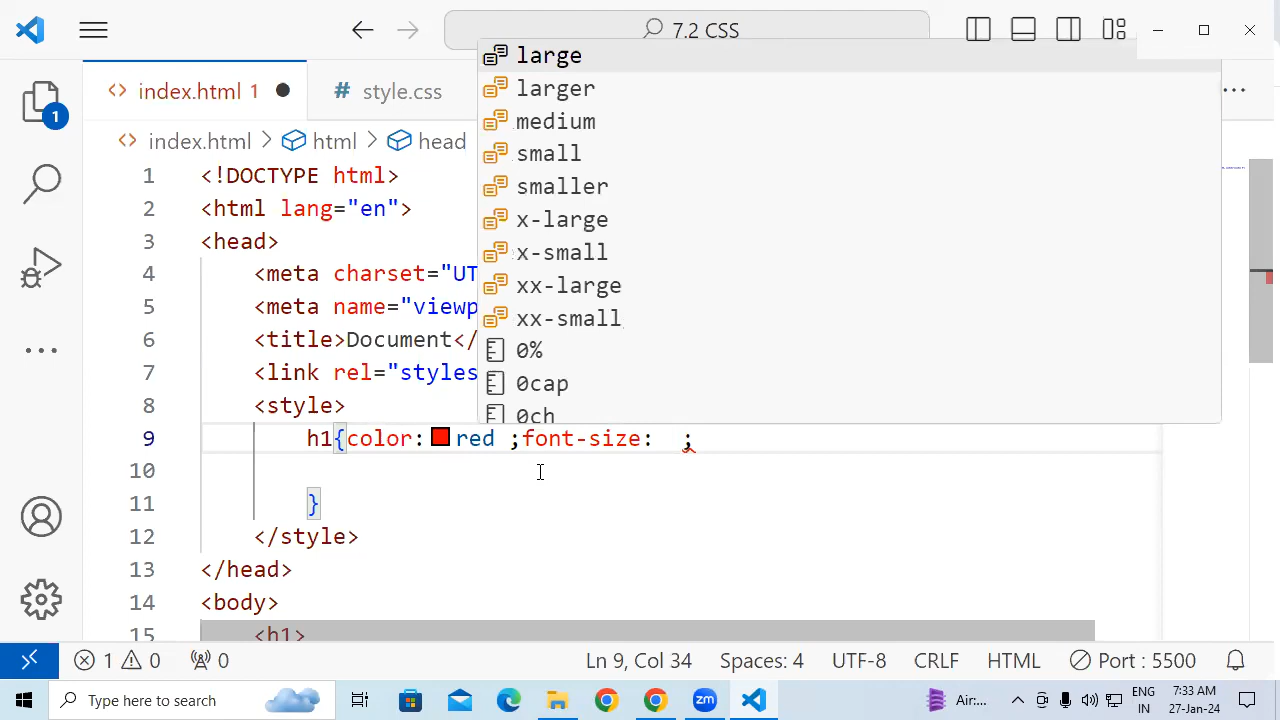 7.2 CSS
index.html 1
style.css
index.html > html > head
1 <!DOCTYPE html>
2 <html lang="en">
3 <head>
4 <meta charset="UT
5 <meta name="viewp
6 <title>Document</
7 <link rel="styles
8 <style>
9 h1{color: red ;font-size: ;
10
11 }
12 </style>
13 </head>
14 <body>
15 <h1>
large
larger
medium
small
smaller
x-large
x-small
xx-large
xx-small
0%
0cap
0ch
1
1 0 0
Ln 9, Col 34 Spaces: 4 UTF-8 CRLF HTML Port : 5500
Type here to search
zm
Air...
ENG
IN
7:33 AM
27-Jan-24